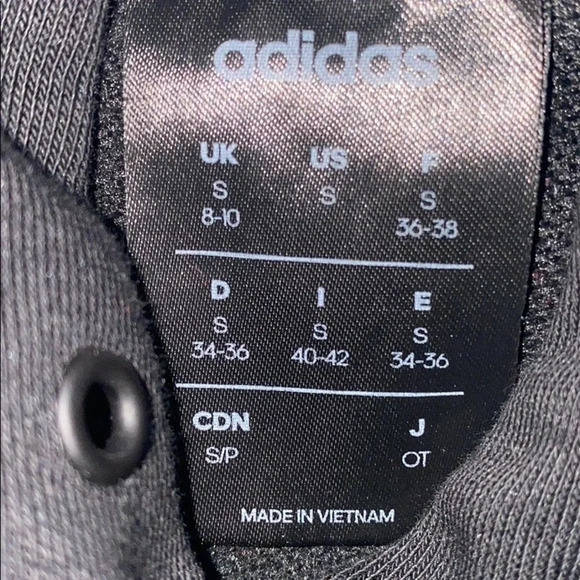 adidas
UK US F
S S S
8-10 36-38
D I E
S S S
34-36 40-42 34-36
CDN J
S/P OT
MADE IN VIETNAM